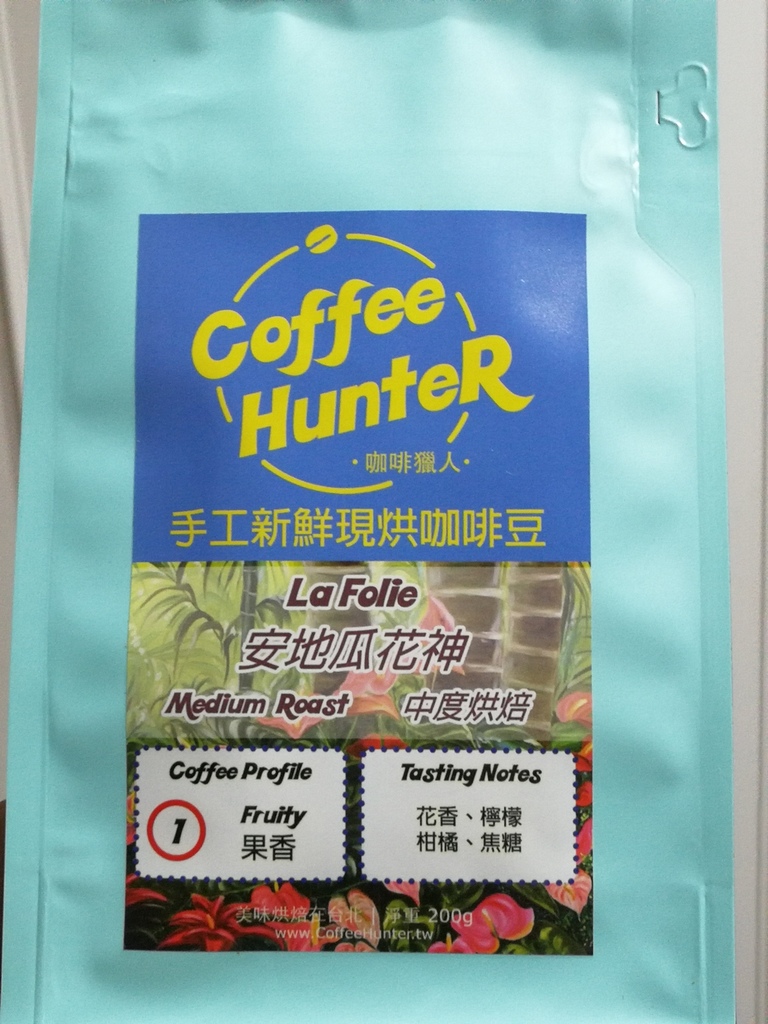 Coffee
HunteR
·咖啡獵人·
手工新鮮現烘咖啡豆
La Folie
安地瓜花神
Medium Roast 中度烘焙
Coffee Profile
1
Fruity
果香
Tasting Notes
花香、檸檬
柑橘、焦糖
美味烘焙在台北 | 淨重 200g
www.CoffeeHunter.tw